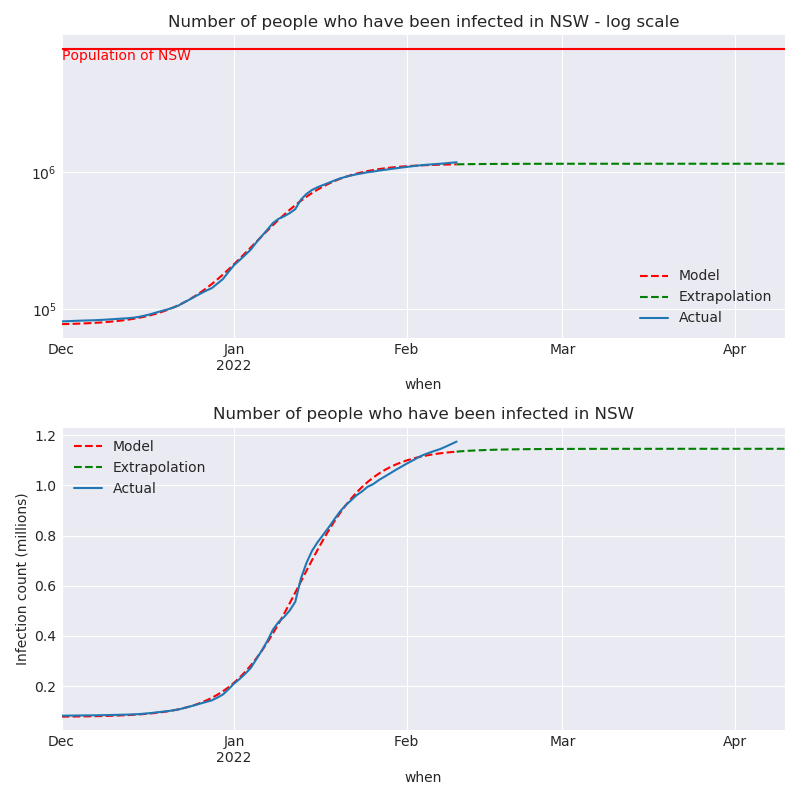 Number of people who have been infected in NSW - log scale
Population of NSW
10⁶
10⁵
Model
Extrapolation
Actual
Dec Jan Feb Mar Apr
2022
when
Number of people who have been infected in NSW
Infection count (millions)
1.2
1.0
0.8
0.6
0.4
0.2
Model
Extrapolation
Actual
Dec Jan Feb Mar Apr
2022
when